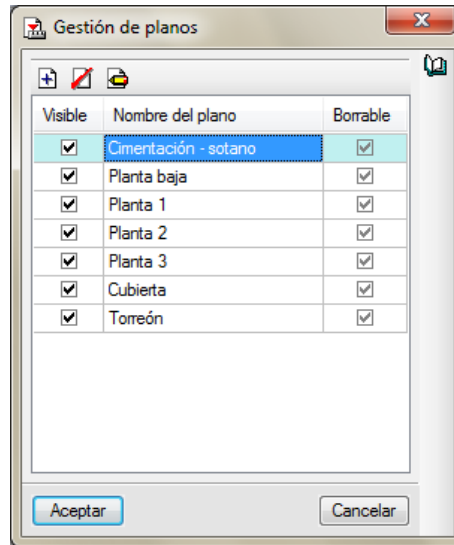 Gestión de planos
Visible Nombre del plano Borrable
Cimentación - sotano
Planta baja
Planta 1
Planta 2
Planta 3
Cubierta
Torreón
Aceptar Cancelar